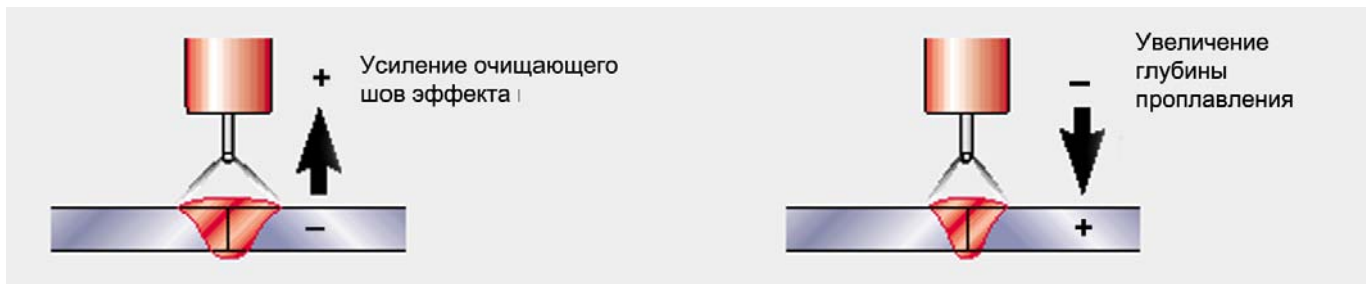 +
Усиление очищающего
шов эффекта
–
–
Увеличение
глубины
проплавления
+